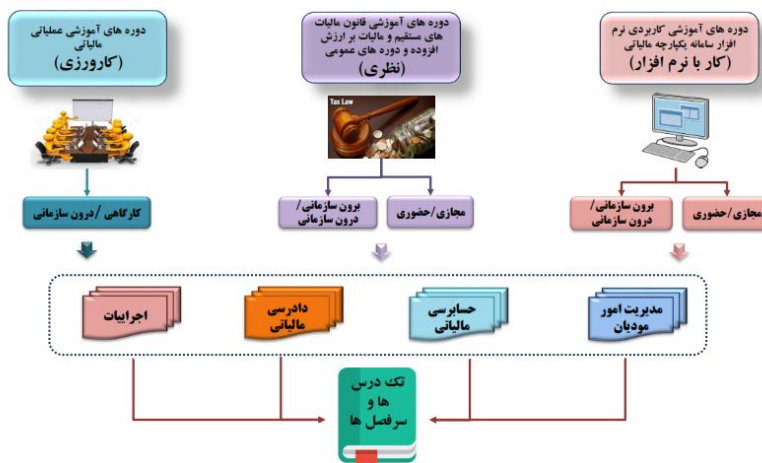 دوره های آموزشی کاربردی نرم
افزار سامانه یکپارچه مالیاتی
(کار با نرم افزار)
دوره های آموزشی قانون مالیات
های مستقیم و مالیات بر ارزش
افزوده و دوره های عمومی
(نظری)
دوره های آموزشی عملیاتی
مالیاتی
(کارورزی)
Tax Law
مجازی/حضوری
برون سازمانی/
درون سازمانی
مجازی/حضوری
برون سازمانی/
درون سازمانی
کارگاهی /درون سازمانی
مدیریت امور
مودیان
حسابرسی
مالیاتی
دادرسی
مالیاتی
اجراییات
تک درس
ها و
سرفصل ها